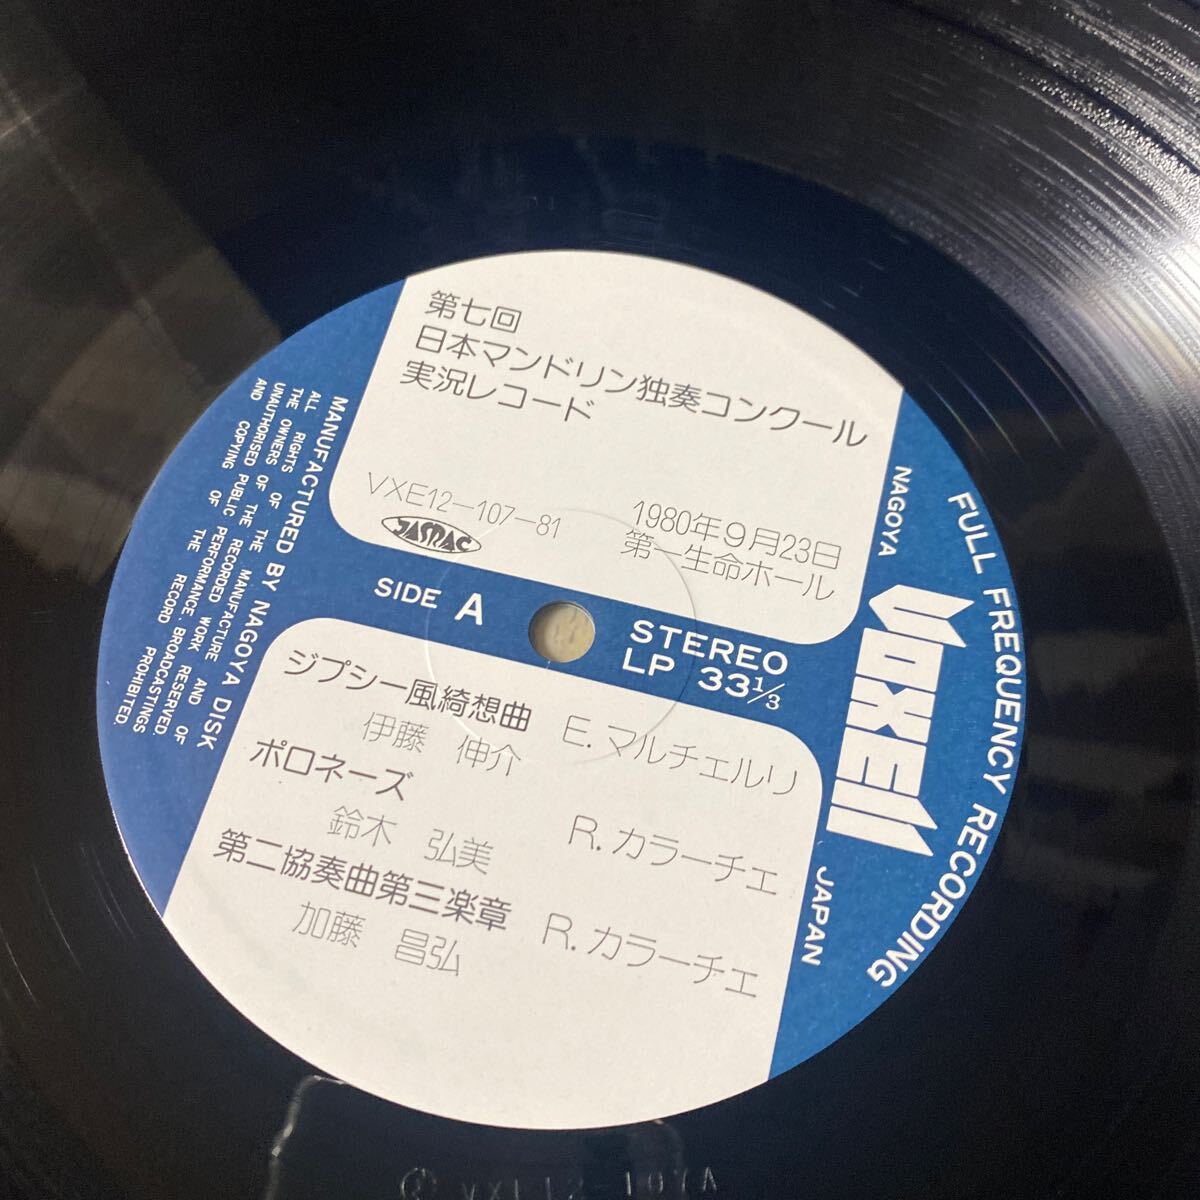 第七回
日本マンドリン独奏コンクール
実況レコード
VXE12-107-81
1980年9月23日
JASRAC
第一生命ホール
SIDE A
STEREO
LP 33 1/3
ジプシー風綺想曲 E.マルチェルリ
伊藤 伸介
ポロネーズ R.カラーチェ
鈴木 弘美
第二協奏曲第三楽章 R.カラーチェ
加藤 昌弘
FULL FREQUENCY RECORDING
NAGOYA VOXEll JAPAN
MANUFACTURED BY NAGOYA DISK
ALL RIGHTS OF THE MANUFACTURE AND OF
THE OWNERS OF THE RECORDED WORK RESERVED
UNAUTHORISED PUBLIC PERFORMANCE. BROADCASTINGS
AND COPYING OF THE RECORD PROHIBITED.